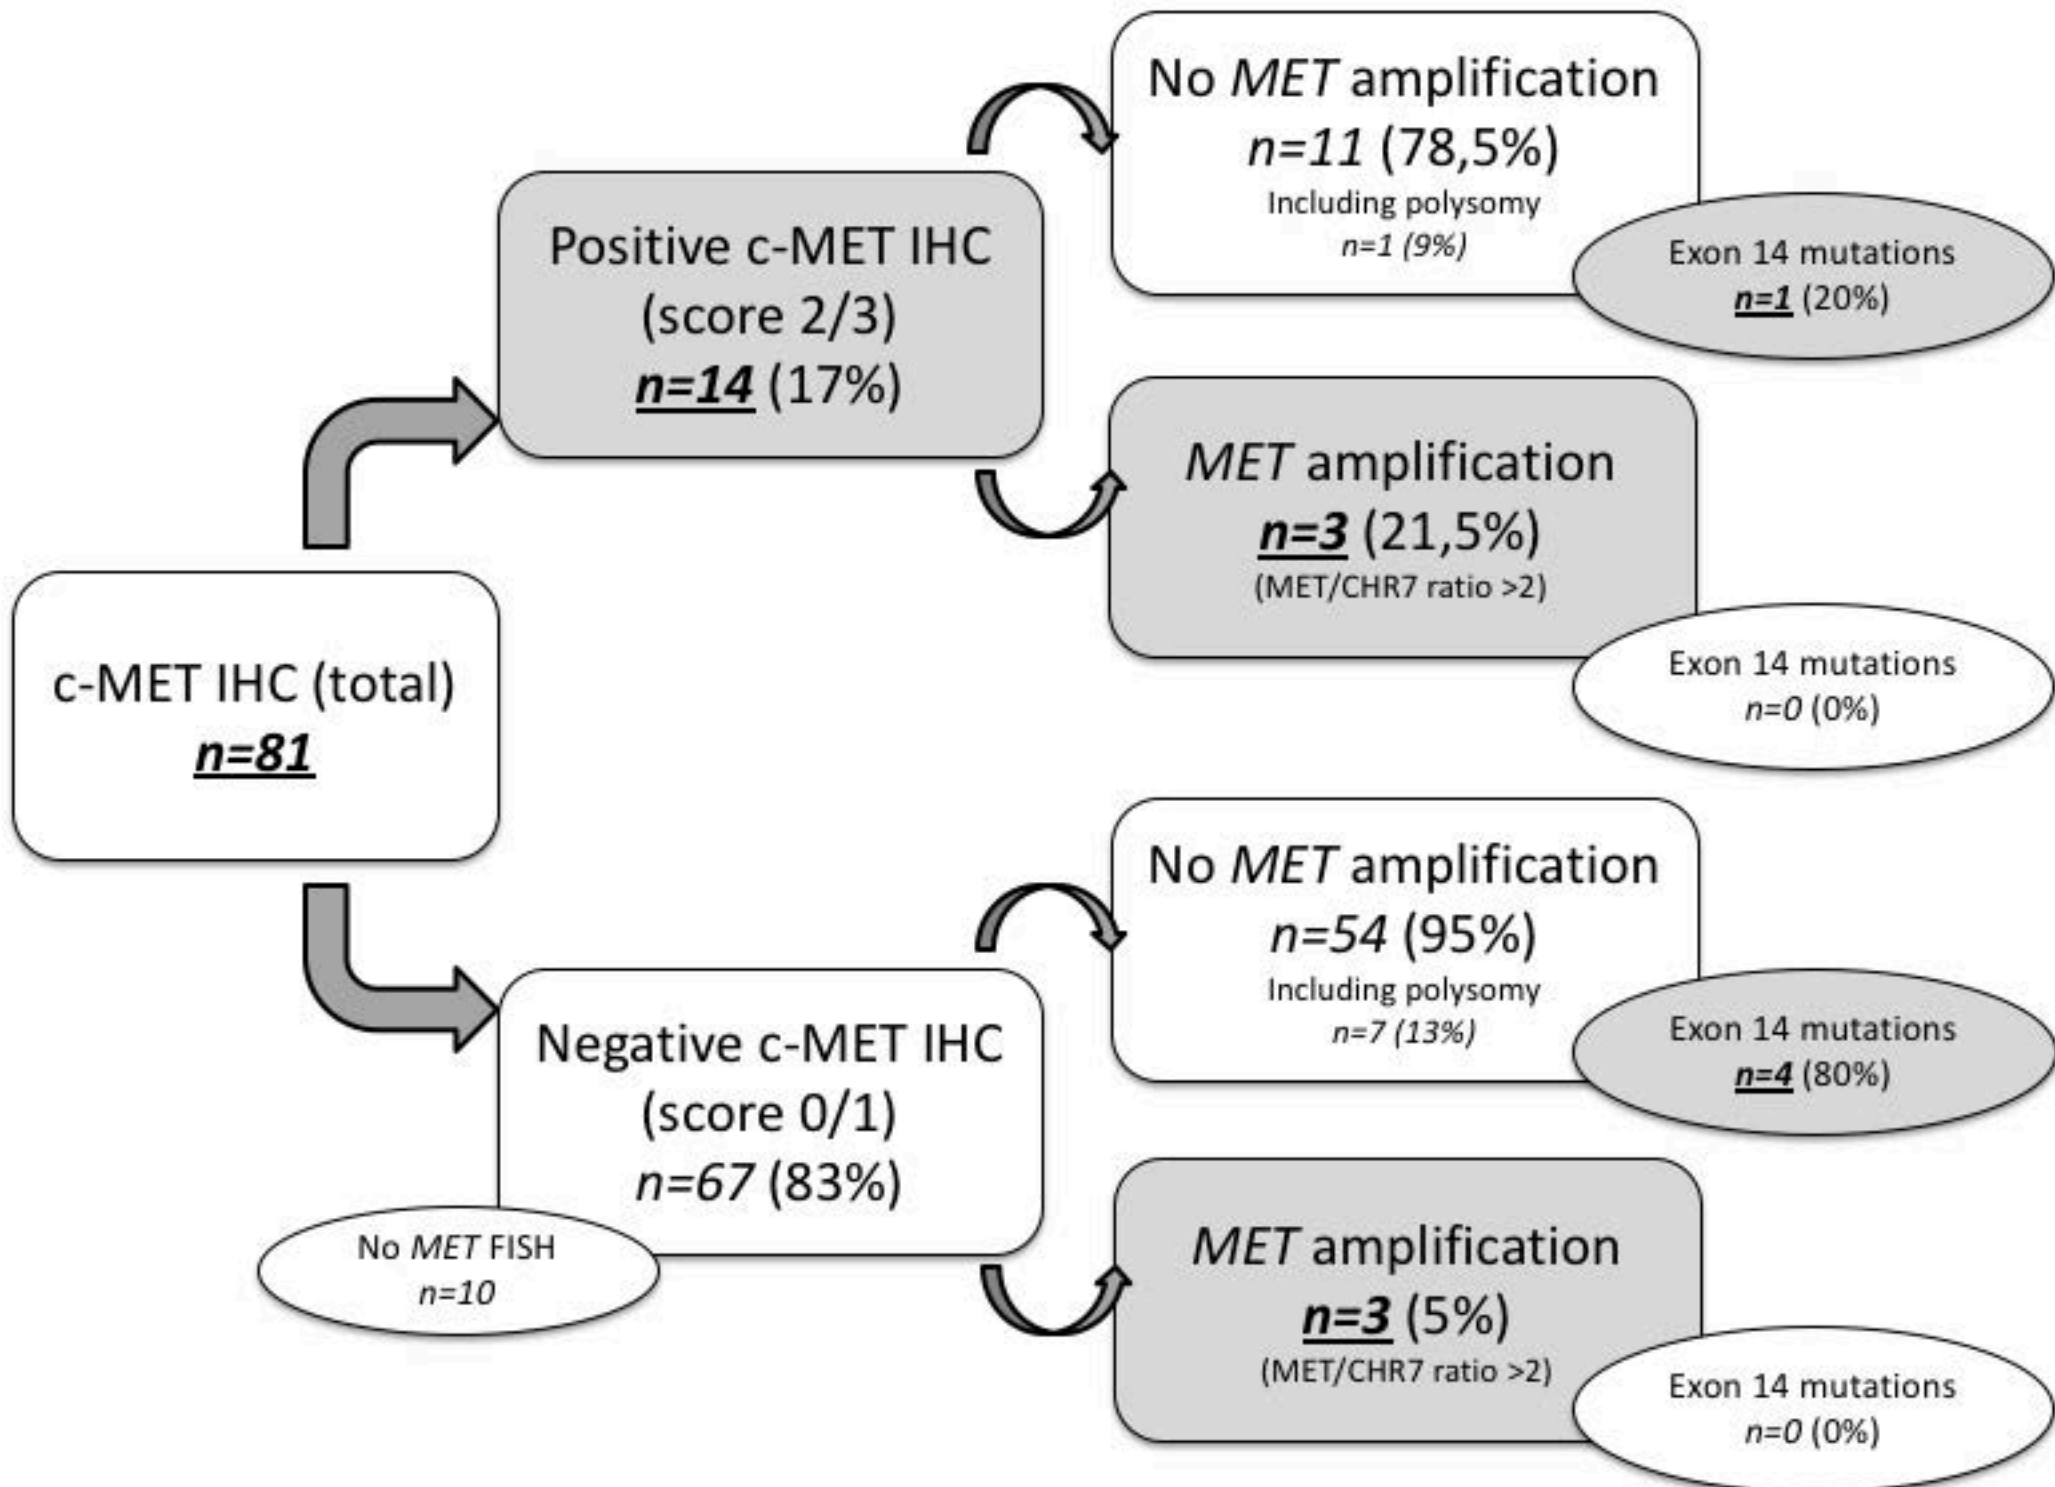 c-MET IHC (total)
n=81
Positive c-MET IHC
(score 2/3)
n=14 (17%)
No MET amplification
n=11 (78,5%)
Including polysomy
n=1 (9%)
Exon 14 mutations
n=1 (20%)
MET amplification
n=3 (21,5%)
(MET/CHR7 ratio >2)
Exon 14 mutations
n=0 (0%)
Negative c-MET IHC
(score 0/1)
n=67 (83%)
No MET FISH
n=10
No MET amplification
n=54 (95%)
Including polysomy
n=7 (13%)
Exon 14 mutations
n=4 (80%)
MET amplification
n=3 (5%)
(MET/CHR7 ratio >2)
Exon 14 mutations
n=0 (0%)